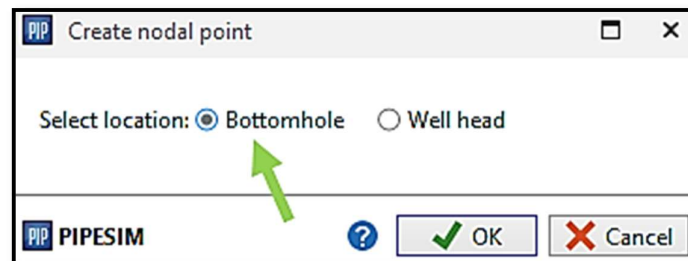 PIP Create nodal point
Select location: Bottomhole Well head
PIP PIPESIM ? OK Cancel